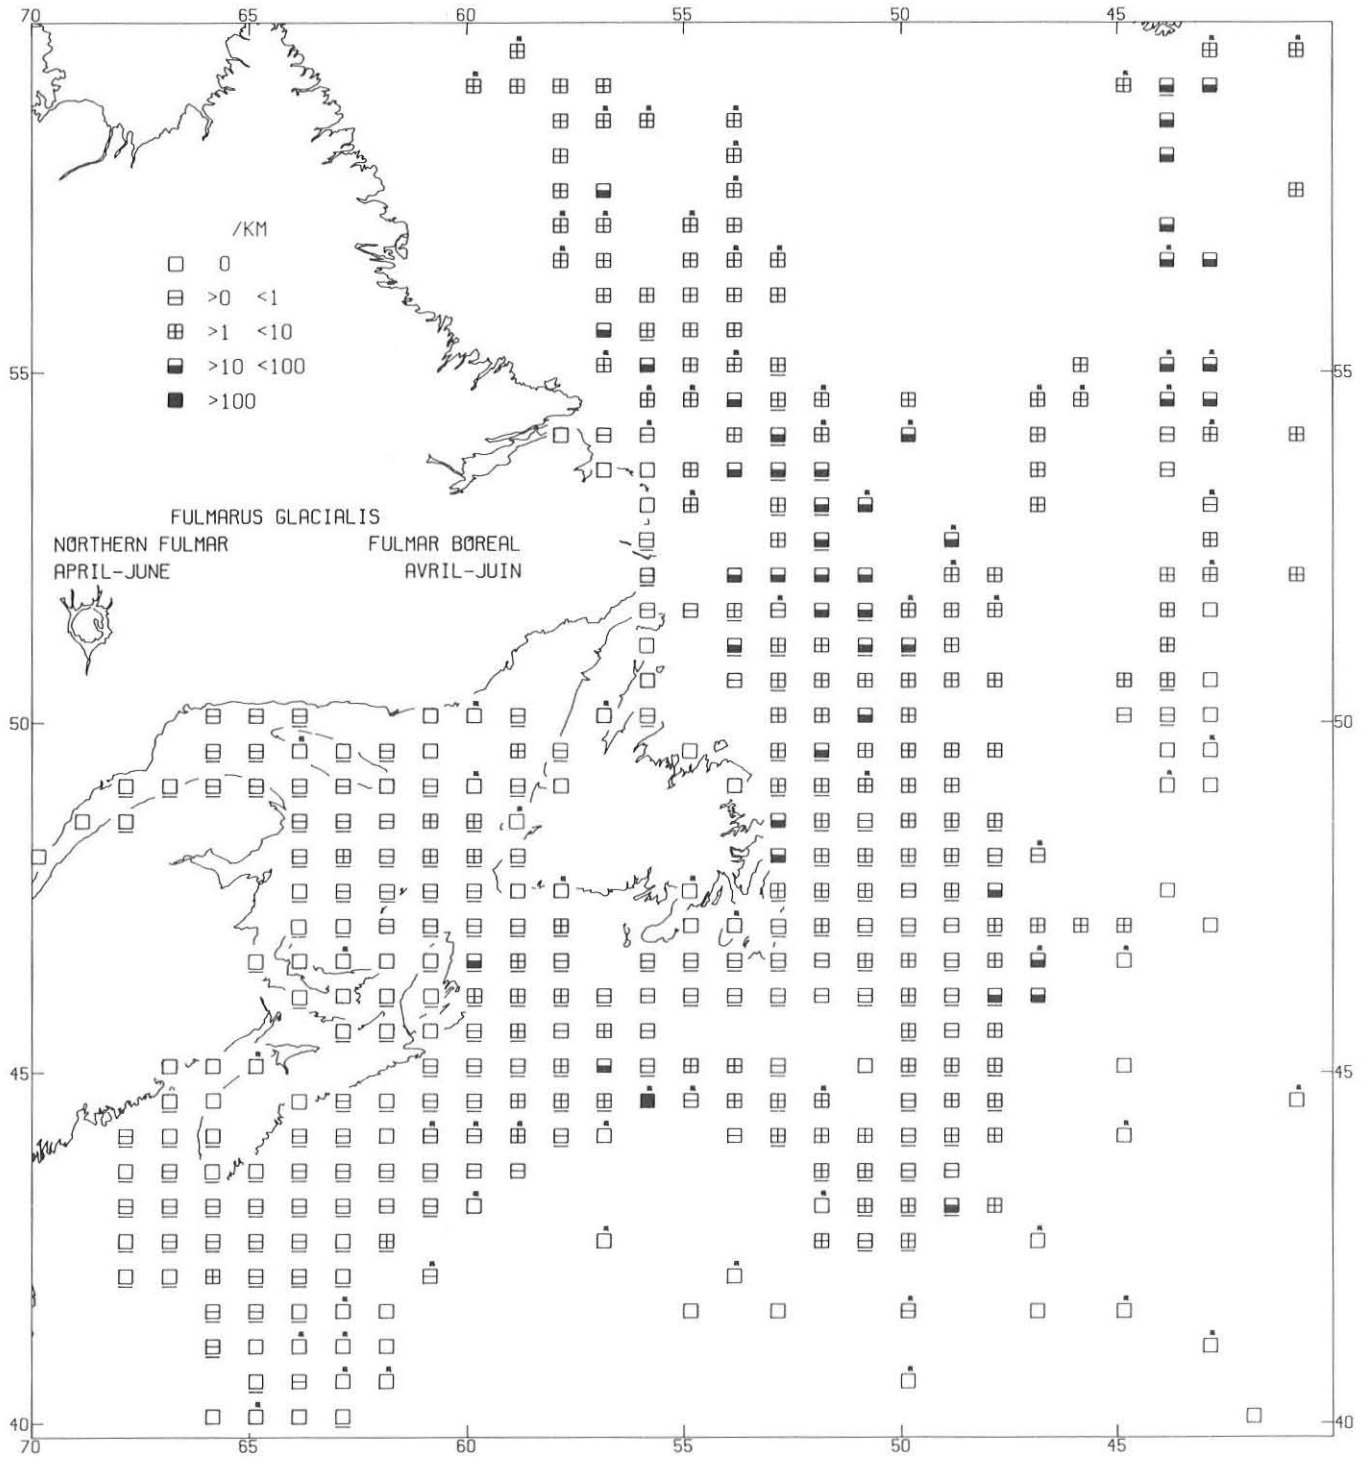 70 65 60 55 50 45
/KM
0
>0 <1
>1 <10
>10 <100
>100
55 55
FULMARUS GLACIALIS
NØRTHERN FULMAR FULMAR BØREAL
APRIL-JUNE AVRIL-JUIN
50 50
45 45
40 40
70 65 60 55 50 45